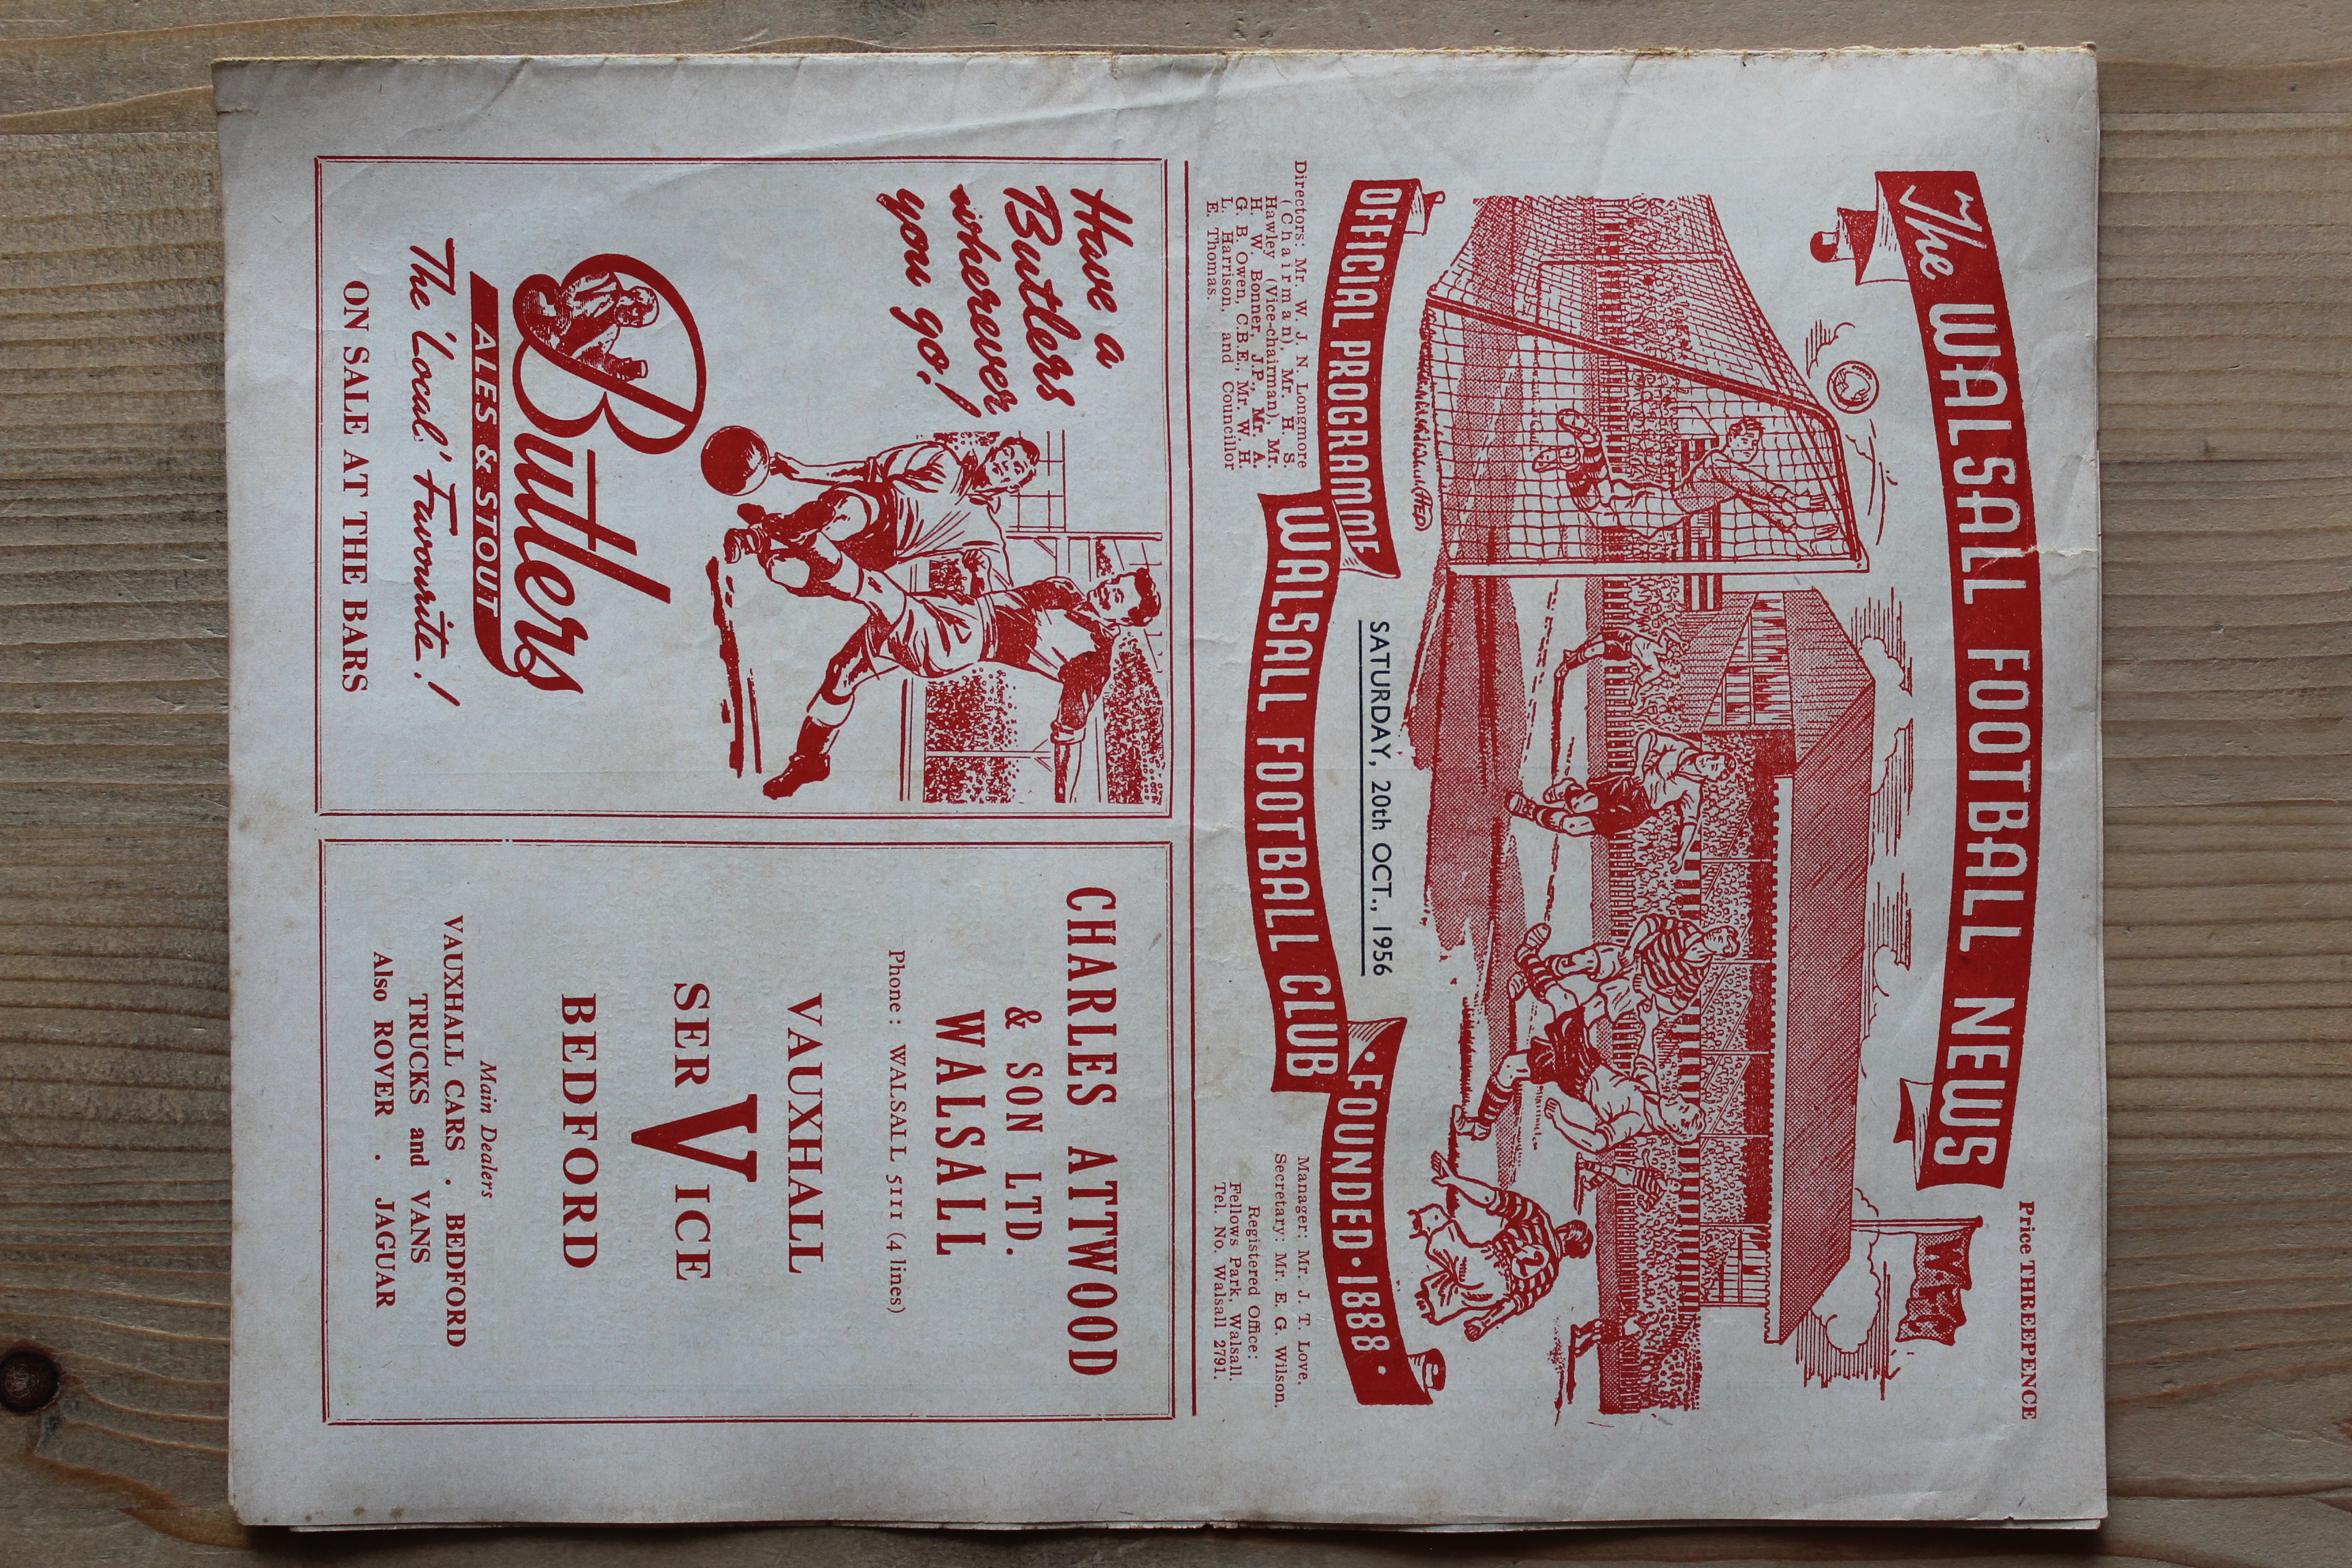 Price THREEPENCE
The WALSALL FOOTBALL NEWS
W.F.C.
2
OFFICIAL PROGRAMME
SATURDAY, 20th OCT., 1956
WALSALL FOOTBALL CLUB
• FOUNDED • 1888 •
Directors: Mr. W. J. N. Longmore
(Chairman), Mr. H. S.
Hawley (Vice-chairman), Mr.
H. W. Bonner, J.P., Mr. A.
G. B. Owen, C.B.E., Mr. W. H.
L. Harrison, and Councillor
E. Thomas.
Manager: Mr. J. T. Love.
Secretary: Mr. E. G. Wilson.
Registered Office:
Fellows Park, Walsall.
Tel. No. Walsall 2791.
Have a
Butlers
wherever
you go!
Butlers
ALES & STOUT
The 'Local' Favourite!
ON SALE AT THE BARS
CHARLES ATTWOOD
& SON LTD.
WALSALL
Phone: WALSALL 5111 (4 lines)
VAUXHALL
SERVICE
BEDFORD
Main Dealers
VAUXHALL CARS . BEDFORD
TRUCKS and VANS
Also ROVER . JAGUAR